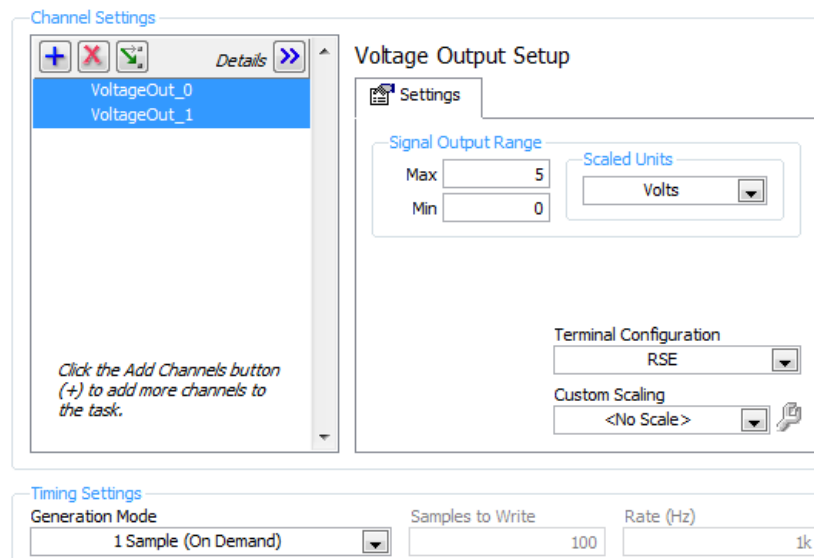 Channel Settings
Details
VoltageOut_0
VoltageOut_1
Click the Add Channels button
(+) to add more channels to
the task.
Voltage Output Setup
Settings
Signal Output Range
Max 5
Min 0
Scaled Units
Volts
Terminal Configuration
RSE
Custom Scaling
<No Scale>
Timing Settings
Generation Mode
1 Sample (On Demand)
Samples to Write
100
Rate (Hz)
1k